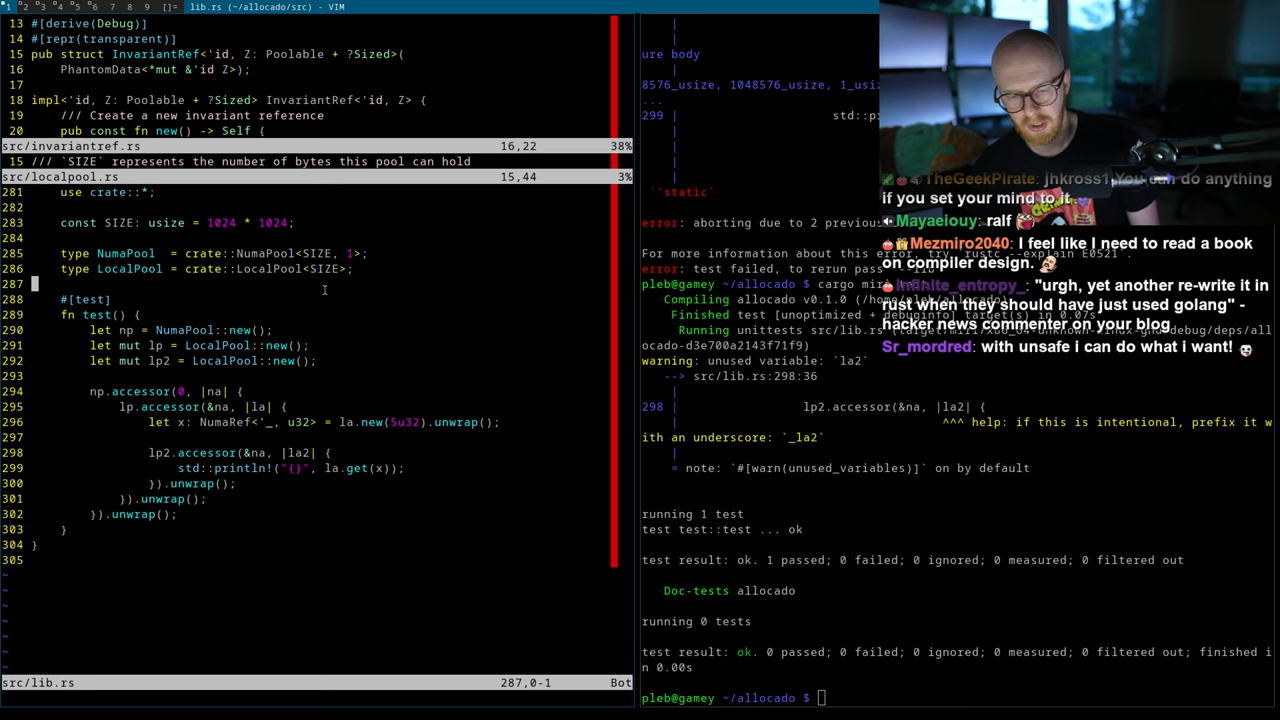 1 2 3 4 5 6 7 8 9 []= lib.rs (~/allocado/src) - VIM
13 #[derive(Debug)]
14 #[repr(transparent)]
15 pub struct InvariantRef<'id, Z: Poolable + ?Sized>(
16     PhantomData<*mut &'id Z>);
17
18 impl<'id, Z: Poolable + ?Sized> InvariantRef<'id, Z> {
19     /// Create a new invariant reference
20     pub const fn new() -> Self {
src/invariantref.rs 16,22 38%
15 /// `SIZE` represents the number of bytes this pool can hold
src/localpool.rs 15,44 3%
281     use crate::*;
282
283     const SIZE: usize = 1024 * 1024;
284
285     type NumaPool  = crate::NumaPool<SIZE, 1>;
286     type LocalPool = crate::LocalPool<SIZE>;
287
288     #[test]
289     fn test() {
290         let np = NumaPool::new();
291         let mut lp = LocalPool::new();
292         let mut lp2 = LocalPool::new();
293
294         np.accessor(0, |na| {
295             lp.accessor(&na, |la| {
296                 let x: NumaRef<'_, u32> = la.new(5u32).unwrap();
297
298                 lp2.accessor(&na, |la2| {
299                     std::println!("{}", la.get(x));
300                 }).unwrap();
301             }).unwrap();
302         }).unwrap();
303     }
304 }
305
~
~
~
~
~
~
~
src/lib.rs 287,0-1 Bot
|
|
ure body
|
8576_usize, 1048576_usize, 1_usi
...
299 | std::p
|
|
|
|
`'static`
error: aborting due to 2 previous
For more information about this error, try `rustc --explain E0521`.
error: test failed, to rerun pass '--lib'
pleb@gamey ~/allocado $ cargo miri
Compiling allocado v0.1.0 (/home/pleb/allocado)
Finished test [unoptimized + debuginfo] target(s) in 0.07s
Running unittests src/lib.rs
ocado-d3e700a2143f71f9)
warning: unused variable: `la2`
--> src/lib.rs:298:36
|
298 | lp2.accessor(&na, |la2| {
| ^^^ help: if this is intentional, prefix it w
ith an underscore: `_la2`
|
= note: `#[warn(unused_variables)]` on by default
running 1 test
test test::test ... ok
test result: ok. 1 passed; 0 failed; 0 ignored; 0 measured; 0 filtered out
Doc-tests allocado
running 0 tests
test result: ok. 0 passed; 0 failed; 0 ignored; 0 measured; 0 filtered out; finished i
n 0.00s
pleb@gamey ~/allocado $
TheGeekPirate: jhkross1 You can do anything
if you set your mind to it
Mayaeiouy: ralf
Mezmiro2040: I feel like I need to read a book
on compiler design.
Infinite_entropy_: "urgh, yet another re-write it in
rust when they should have just used golang" -
hacker news commenter on your blog
Sr_mordred: with unsafe i can do what i want!